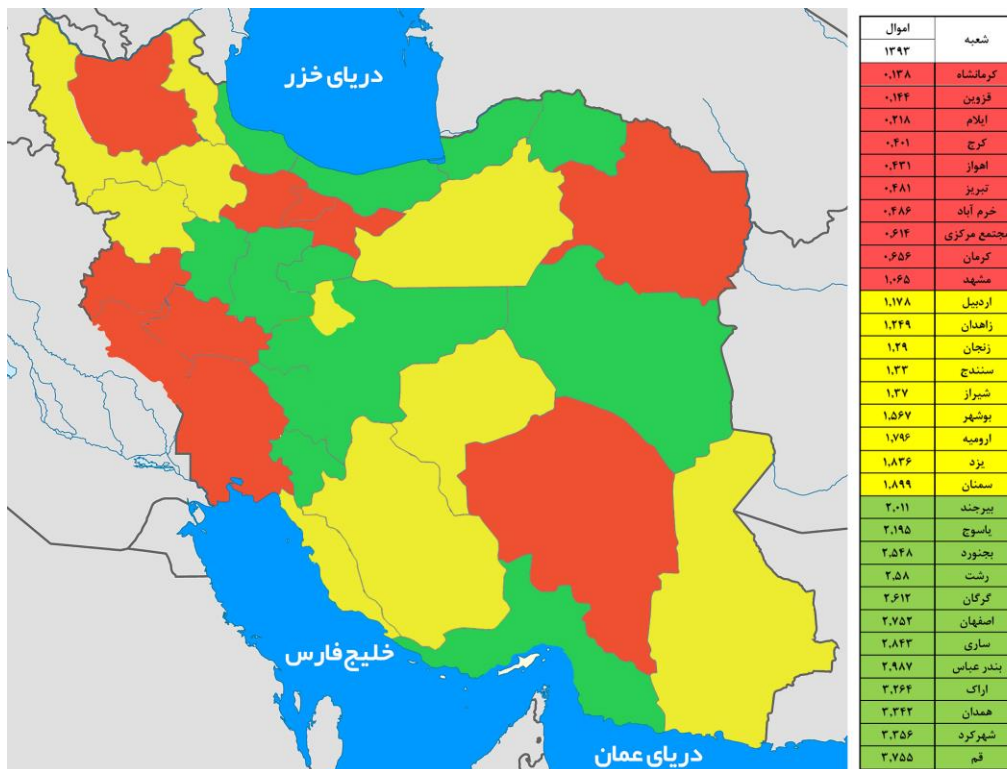 دریای خزر
خلیج فارس
دریای عمان
شعبه اموال
۱۳۹۳
کرمانشاه ۰,۱۳۸
قزوین ۰,۱۴۴
ایلام ۰,۲۱۸
کرج ۰,۴۰۱
اهواز ۰,۴۳۱
تبریز ۰,۴۸۱
خرم آباد ۰,۴۸۶
مجتمع مرکزی ۰,۶۱۴
کرمان ۰,۶۵۶
مشهد ۱,۰۶۵
اردبیل ۱,۱۷۸
زاهدان ۱,۲۴۹
زنجان ۱,۲۹
سنندج ۱,۳۳
شیراز ۱,۳۷
بوشهر ۱,۵۶۷
ارومیه ۱,۷۹۶
یزد ۱,۸۳۶
سمنان ۱,۸۹۹
بیرجند ۲,۰۱۱
یاسوج ۲,۱۹۵
بجنورد ۲,۵۴۸
رشت ۲,۵۸
گرگان ۲,۶۱۲
اصفهان ۲,۷۵۲
ساری ۲,۸۴۳
بندر عباس ۲,۹۸۷
اراک ۳,۲۶۴
همدان ۳,۳۴۲
شهرکرد ۳,۳۵۶
قم ۳,۷۵۵